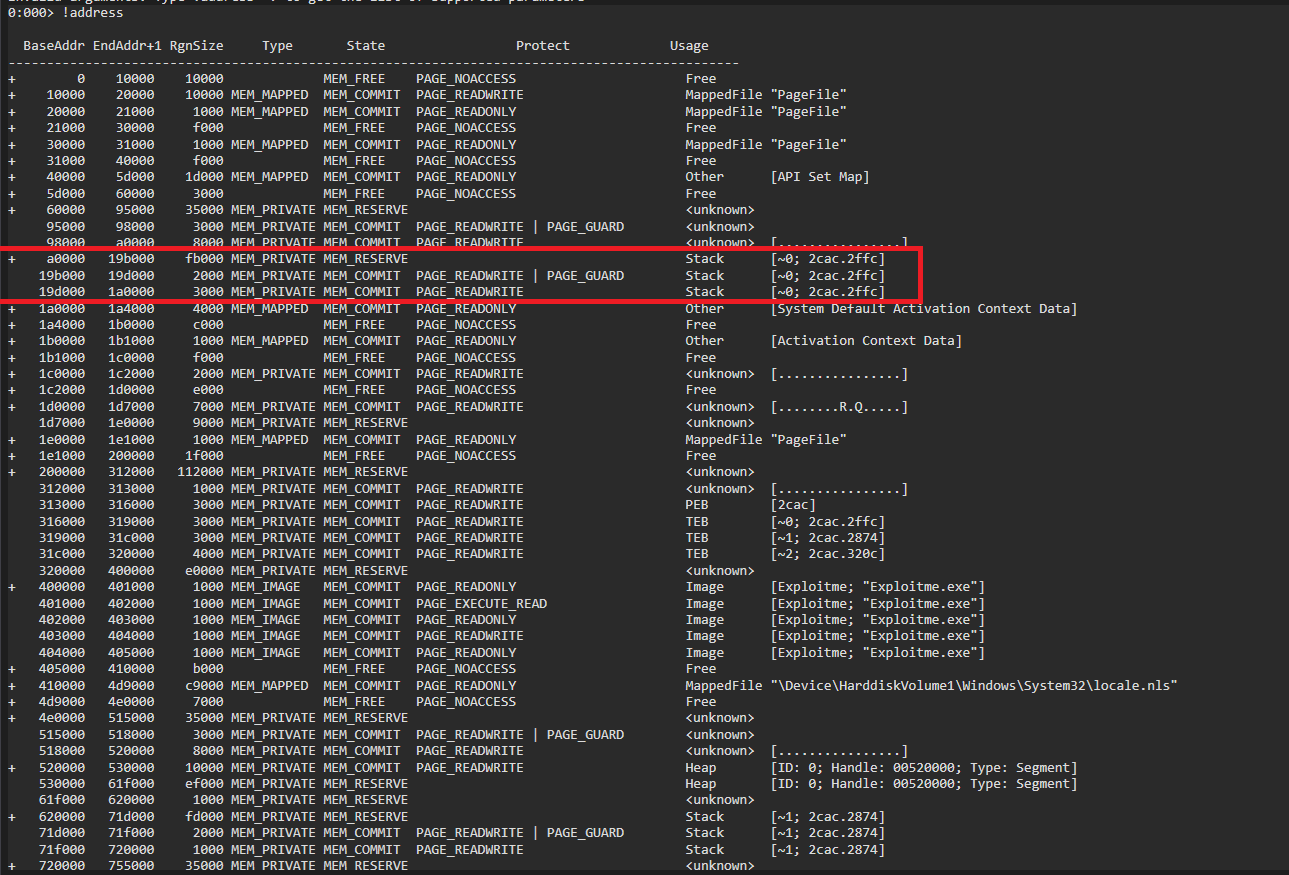 0:000> !address
BaseAddr EndAddr+1 RgnSize Type State Protect Usage
-----------------------------------------------------------------------------------------------
+ 0 10000 10000 MEM_FREE PAGE_NOACCESS Free
+ 10000 20000 10000 MEM_MAPPED MEM_COMMIT PAGE_READWRITE MappedFile "PageFile"
+ 20000 21000 1000 MEM_MAPPED MEM_COMMIT PAGE_READONLY MappedFile "PageFile"
+ 21000 30000 f000 MEM_FREE PAGE_NOACCESS Free
+ 30000 31000 1000 MEM_MAPPED MEM_COMMIT PAGE_READONLY MappedFile "PageFile"
+ 31000 40000 f000 MEM_FREE PAGE_NOACCESS Free
+ 40000 5d000 1d000 MEM_MAPPED MEM_COMMIT PAGE_READONLY Other [API Set Map]
+ 5d000 60000 3000 MEM_FREE PAGE_NOACCESS Free
+ 60000 95000 35000 MEM_PRIVATE MEM_RESERVE <unknown>
95000 98000 3000 MEM_PRIVATE MEM_COMMIT PAGE_READWRITE | PAGE_GUARD <unknown>
98000 a0000 8000 MEM_PRIVATE MEM_COMMIT PAGE_READWRITE <unknown> [................]
+ a0000 19b000 fb000 MEM_PRIVATE MEM_RESERVE Stack [~0; 2cac.2ffc]
19b000 19d000 2000 MEM_PRIVATE MEM_COMMIT PAGE_READWRITE | PAGE_GUARD Stack [~0; 2cac.2ffc]
19d000 1a0000 3000 MEM_PRIVATE MEM_COMMIT PAGE_READWRITE Stack [~0; 2cac.2ffc]
+ 1a0000 1a4000 4000 MEM_MAPPED MEM_COMMIT PAGE_READONLY Other [System Default Activation Context Data]
+ 1a4000 1b0000 c000 MEM_FREE PAGE_NOACCESS Free
+ 1b0000 1b1000 1000 MEM_MAPPED MEM_COMMIT PAGE_READONLY Other [Activation Context Data]
+ 1b1000 1c0000 f000 MEM_FREE PAGE_NOACCESS Free
+ 1c0000 1c2000 2000 MEM_PRIVATE MEM_COMMIT PAGE_READWRITE <unknown> [................]
+ 1c2000 1d0000 e000 MEM_FREE PAGE_NOACCESS Free
+ 1d0000 1d7000 7000 MEM_PRIVATE MEM_COMMIT PAGE_READWRITE <unknown> [........R.Q.....]
1d7000 1e0000 9000 MEM_PRIVATE MEM_RESERVE <unknown>
+ 1e0000 1e1000 1000 MEM_MAPPED MEM_COMMIT PAGE_READONLY MappedFile "PageFile"
+ 1e1000 200000 1f000 MEM_FREE PAGE_NOACCESS Free
+ 200000 312000 112000 MEM_PRIVATE MEM_RESERVE <unknown>
312000 313000 1000 MEM_PRIVATE MEM_COMMIT PAGE_READWRITE <unknown> [................]
313000 316000 3000 MEM_PRIVATE MEM_COMMIT PAGE_READWRITE PEB [2cac]
316000 319000 3000 MEM_PRIVATE MEM_COMMIT PAGE_READWRITE TEB [~0; 2cac.2ffc]
319000 31c000 3000 MEM_PRIVATE MEM_COMMIT PAGE_READWRITE TEB [~1; 2cac.2874]
31c000 320000 4000 MEM_PRIVATE MEM_COMMIT PAGE_READWRITE TEB [~2; 2cac.320c]
320000 400000 e0000 MEM_PRIVATE MEM_RESERVE <unknown>
+ 400000 401000 1000 MEM_IMAGE MEM_COMMIT PAGE_READONLY Image [Exploitme; "Exploitme.exe"]
401000 402000 1000 MEM_IMAGE MEM_COMMIT PAGE_EXECUTE_READ Image [Exploitme; "Exploitme.exe"]
402000 403000 1000 MEM_IMAGE MEM_COMMIT PAGE_READONLY Image [Exploitme; "Exploitme.exe"]
403000 404000 1000 MEM_IMAGE MEM_COMMIT PAGE_READWRITE Image [Exploitme; "Exploitme.exe"]
404000 405000 1000 MEM_IMAGE MEM_COMMIT PAGE_READONLY Image [Exploitme; "Exploitme.exe"]
+ 405000 410000 b000 MEM_FREE PAGE_NOACCESS Free
+ 410000 4d9000 c9000 MEM_MAPPED MEM_COMMIT PAGE_READONLY MappedFile "\Device\HarddiskVolume1\Windows\System32\locale.nls"
+ 4d9000 4e0000 7000 MEM_FREE PAGE_NOACCESS Free
+ 4e0000 515000 35000 MEM_PRIVATE MEM_RESERVE <unknown>
515000 518000 3000 MEM_PRIVATE MEM_COMMIT PAGE_READWRITE | PAGE_GUARD <unknown>
518000 520000 8000 MEM_PRIVATE MEM_COMMIT PAGE_READWRITE <unknown> [................]
+ 520000 530000 10000 MEM_PRIVATE MEM_COMMIT PAGE_READWRITE Heap [ID: 0; Handle: 00520000; Type: Segment]
530000 61f000 ef000 MEM_PRIVATE MEM_RESERVE Heap [ID: 0; Handle: 00520000; Type: Segment]
61f000 620000 1000 MEM_PRIVATE MEM_RESERVE <unknown>
+ 620000 71d000 fd000 MEM_PRIVATE MEM_RESERVE Stack [~1; 2cac.2874]
71d000 71f000 2000 MEM_PRIVATE MEM_COMMIT PAGE_READWRITE | PAGE_GUARD Stack [~1; 2cac.2874]
71f000 720000 1000 MEM_PRIVATE MEM_COMMIT PAGE_READWRITE Stack [~1; 2cac.2874]
+ 720000 755000 35000 MEM_PRIVATE MEM_RESERVE <unknown>